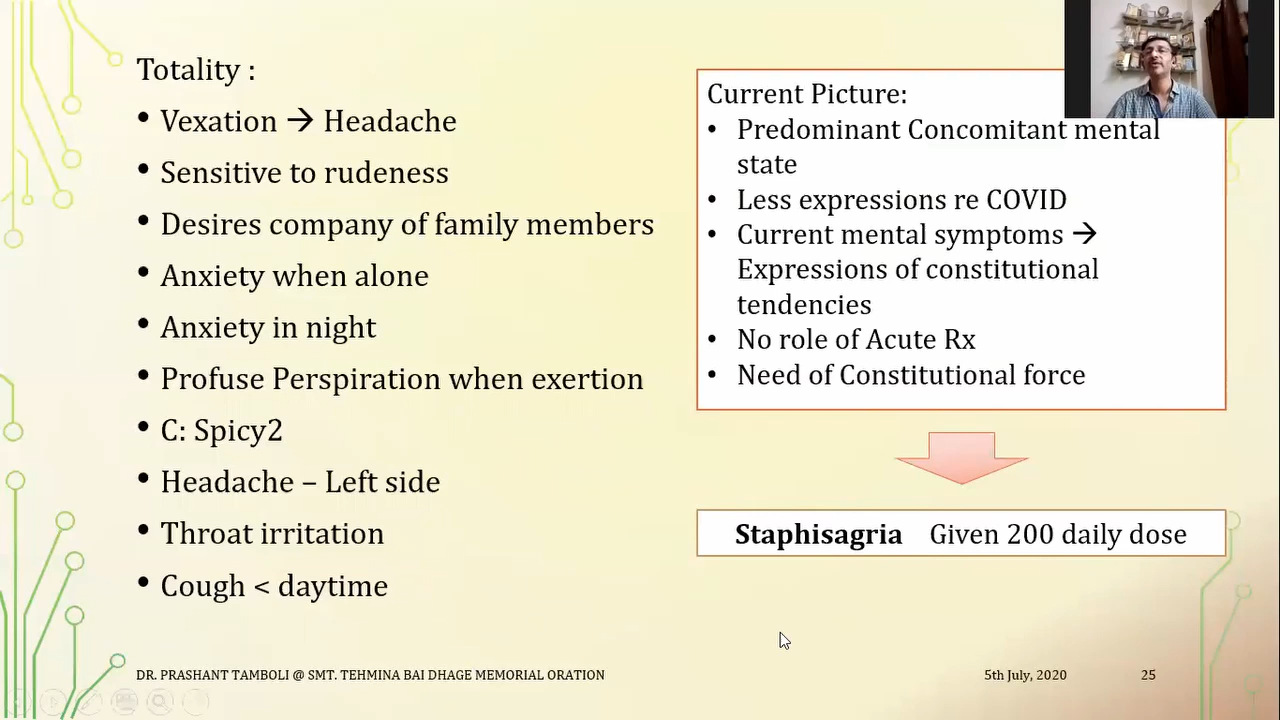 Totality :
• Vexation → Headache
• Sensitive to rudeness
• Desires company of family members
• Anxiety when alone
• Anxiety in night
• Profuse Perspiration when exertion
• C: Spicy2
• Headache – Left side
• Throat irritation
• Cough < daytime
Current Picture:
• Predominant Concomitant mental
state
• Less expressions re COVID
• Current mental symptoms →
Expressions of constitutional
tendencies
• No role of Acute Rx
• Need of Constitutional force
Staphisagria Given 200 daily dose
DR. PRASHANT TAMBOLI @ SMT. TEHMINA BAI DHAGE MEMORIAL ORATION
5th July, 2020
25